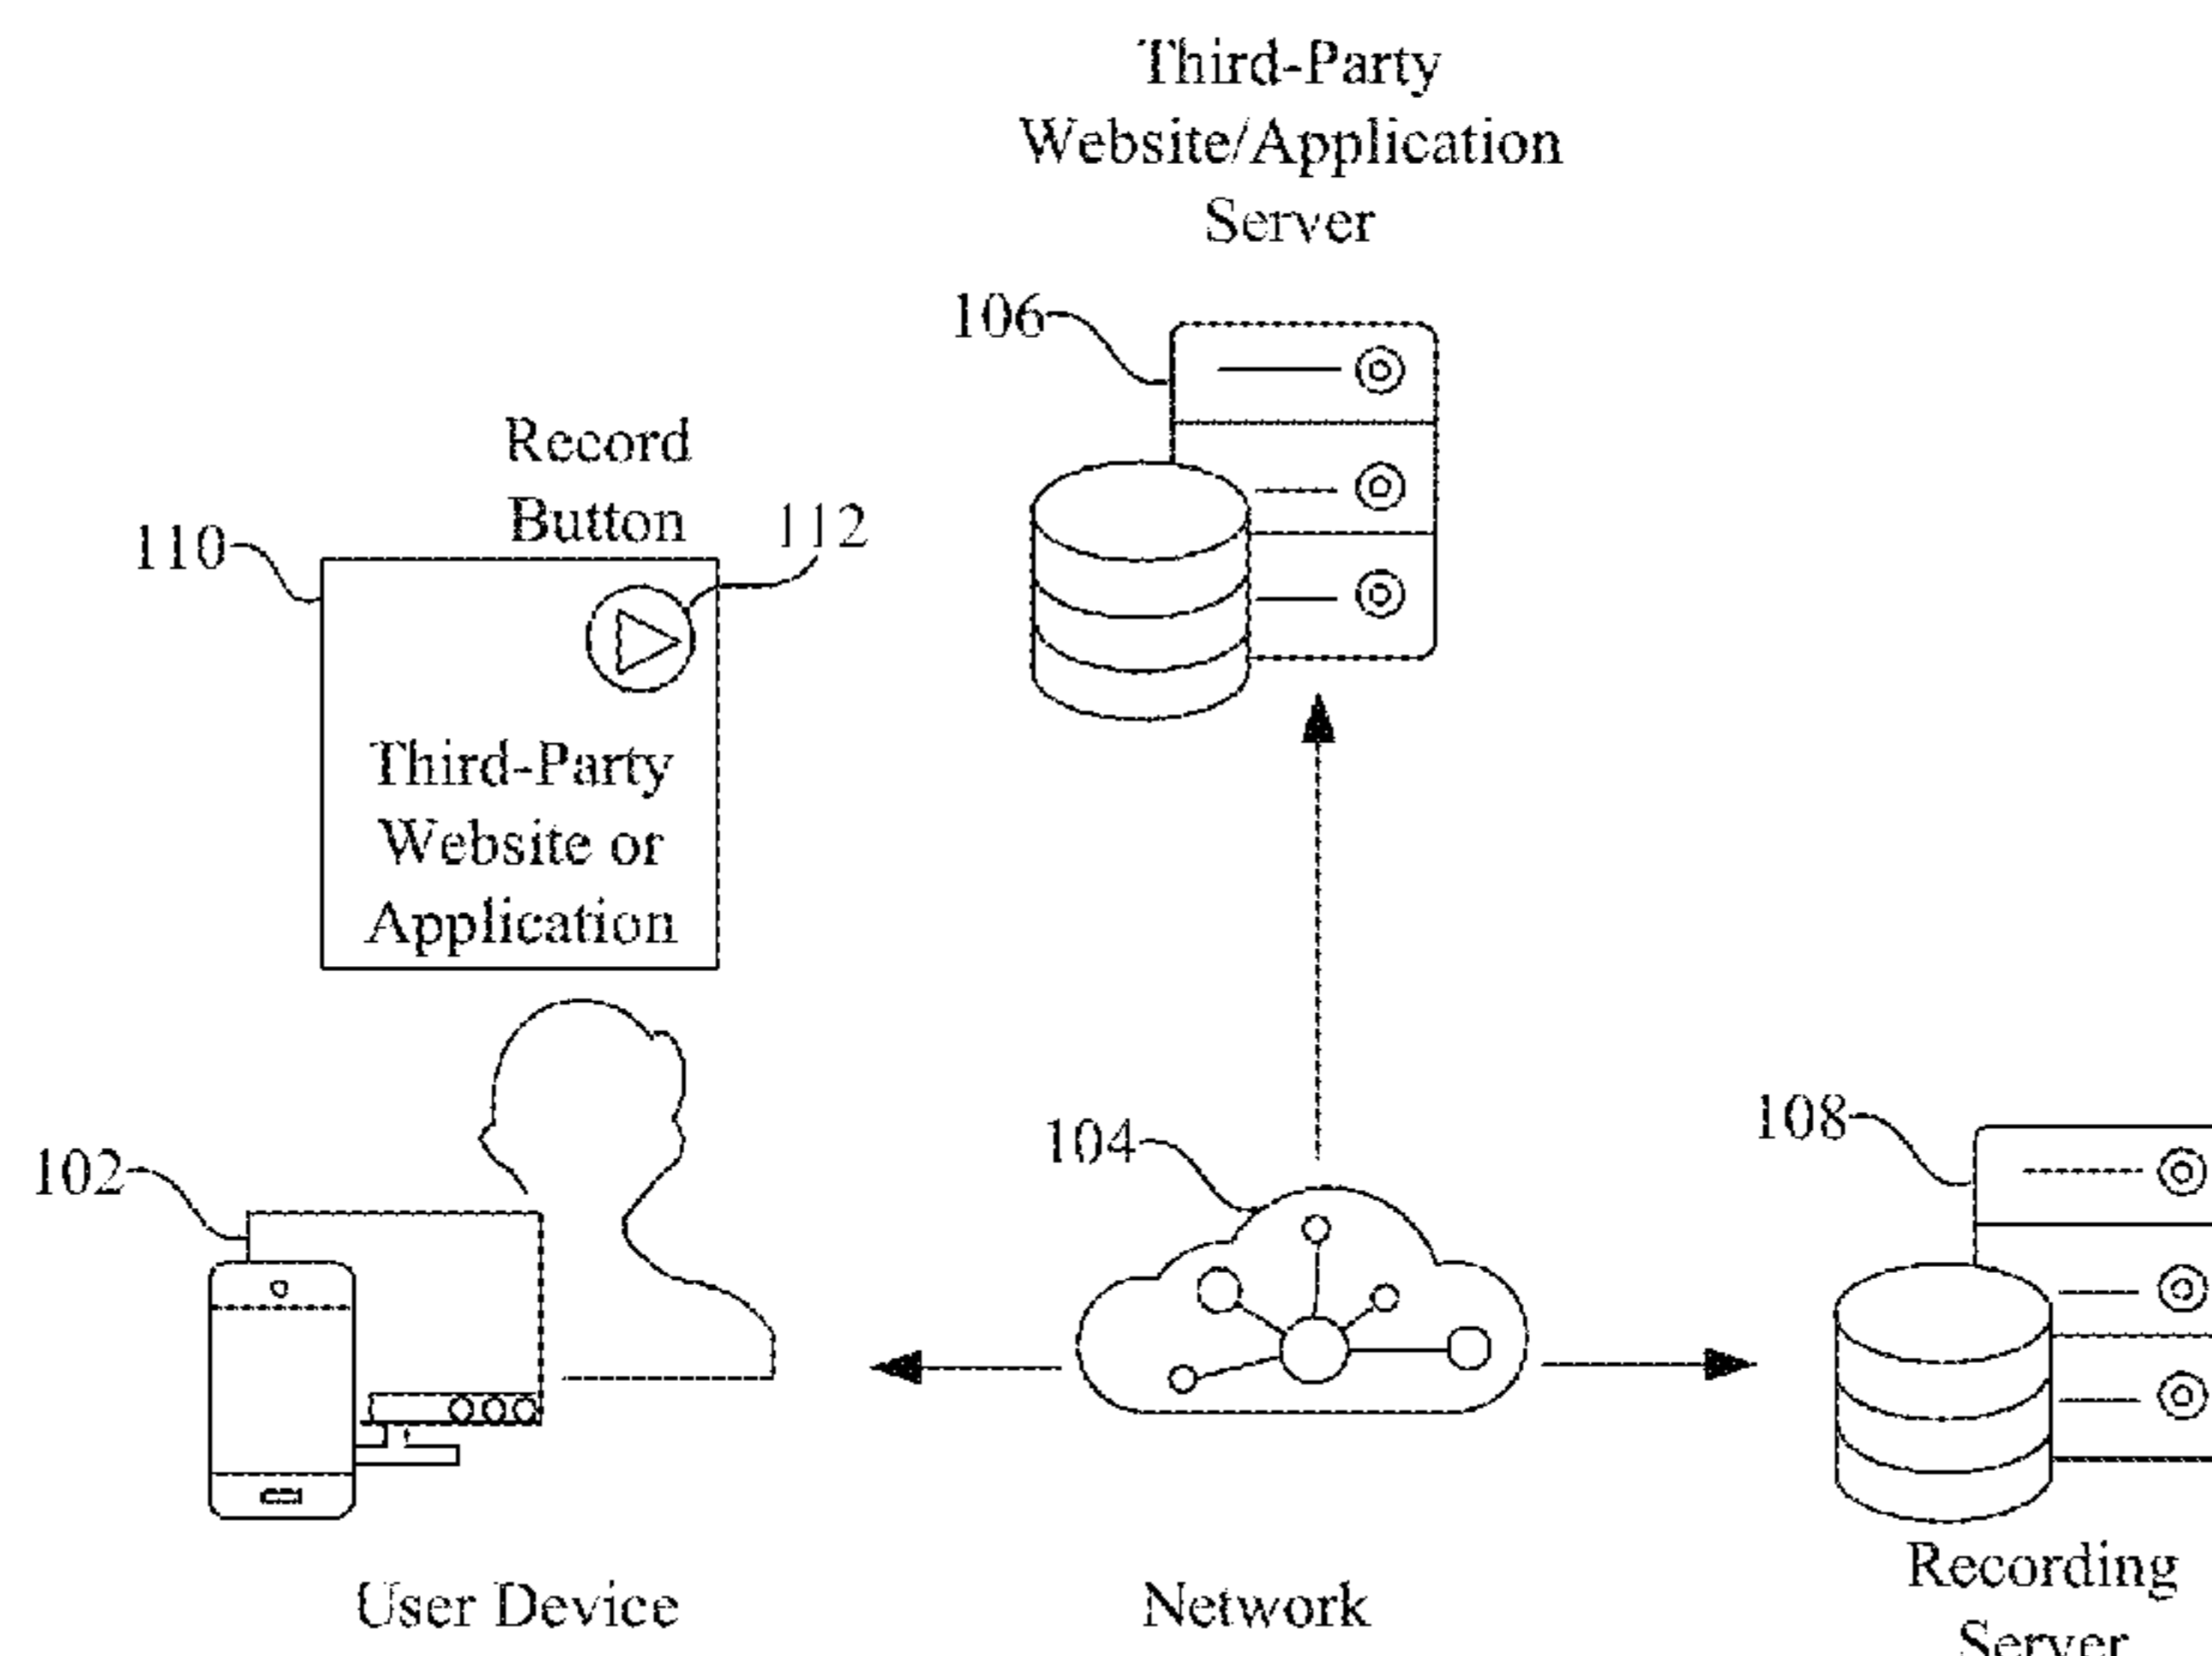 Third-Party
Website/Application
Server
106
Record
Button
110
112
Third-Party
Website or
Application
102
104
108
User Device
Network
Recording
Server